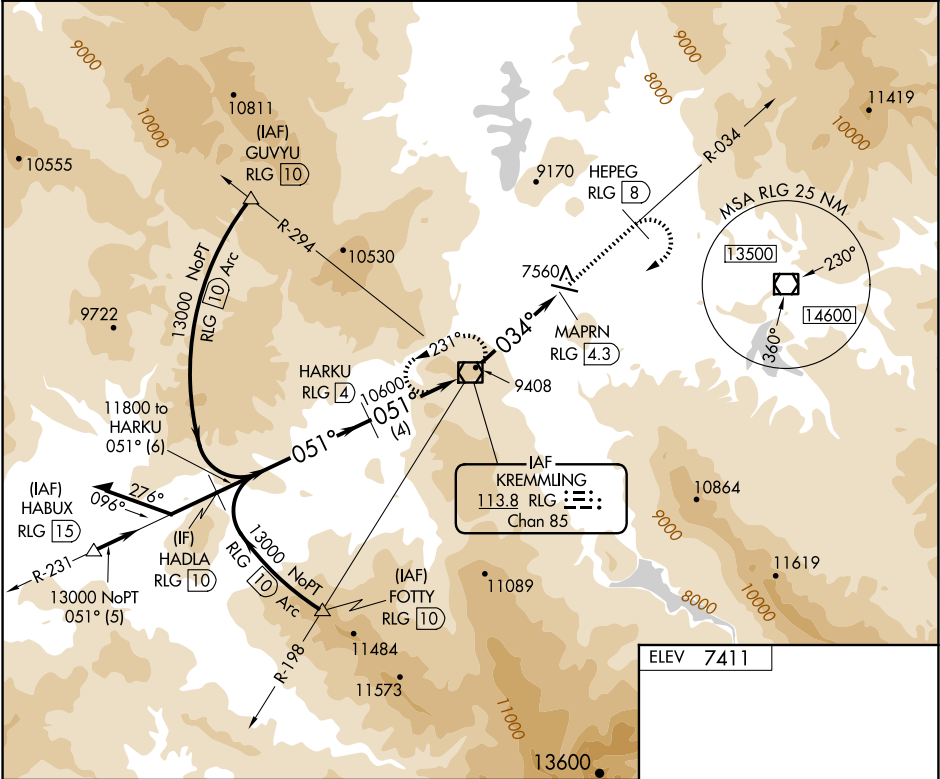 9000
10000
10811
10555
(IAF)
GUVYU
RLG 10
R-294
10530
13000 NoPT
RLG 10 Arc
9722
9170
HEPEG
RLG 8
R-034
9000
8000
11419
10000
MSA RLG 25 NM
13500
230°
14600
360°
7560
MAPRN
RLG 4.3
034°
231°
9408
HARKU
RLG 4
10600
051°
(4)
051°
11800 to
HARKU
051° (6)
(IAF)
HABUX
RLG 15
276°
096°
R-231
13000 NoPT
051° (5)
(IF)
HADLA
RLG 10
13000 NoPT
RLG 10 Arc
(IAF)
FOTTY
RLG 10
R-198
IAF
KREMMLING
113.8 RLG
Chan 85
10864
9000
11619
10000
8000
11089
11484
11573
11000
13600
ELEV 7411